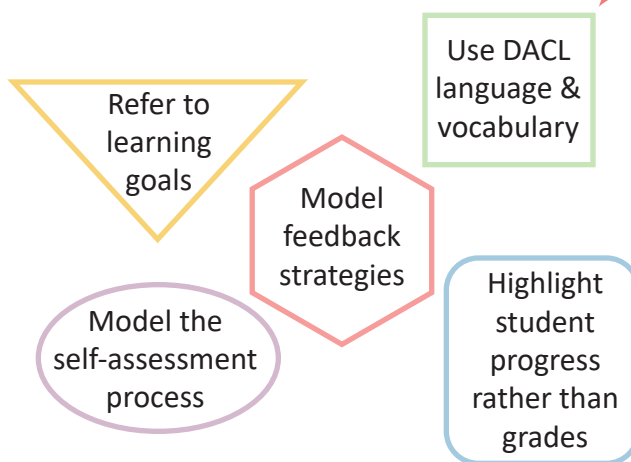 Use DACL
language &
vocabulary
Refer to
learning
goals
Model
feedback
strategies
Model the
self-assessment
process
Highlight
student
progress
rather than
grades